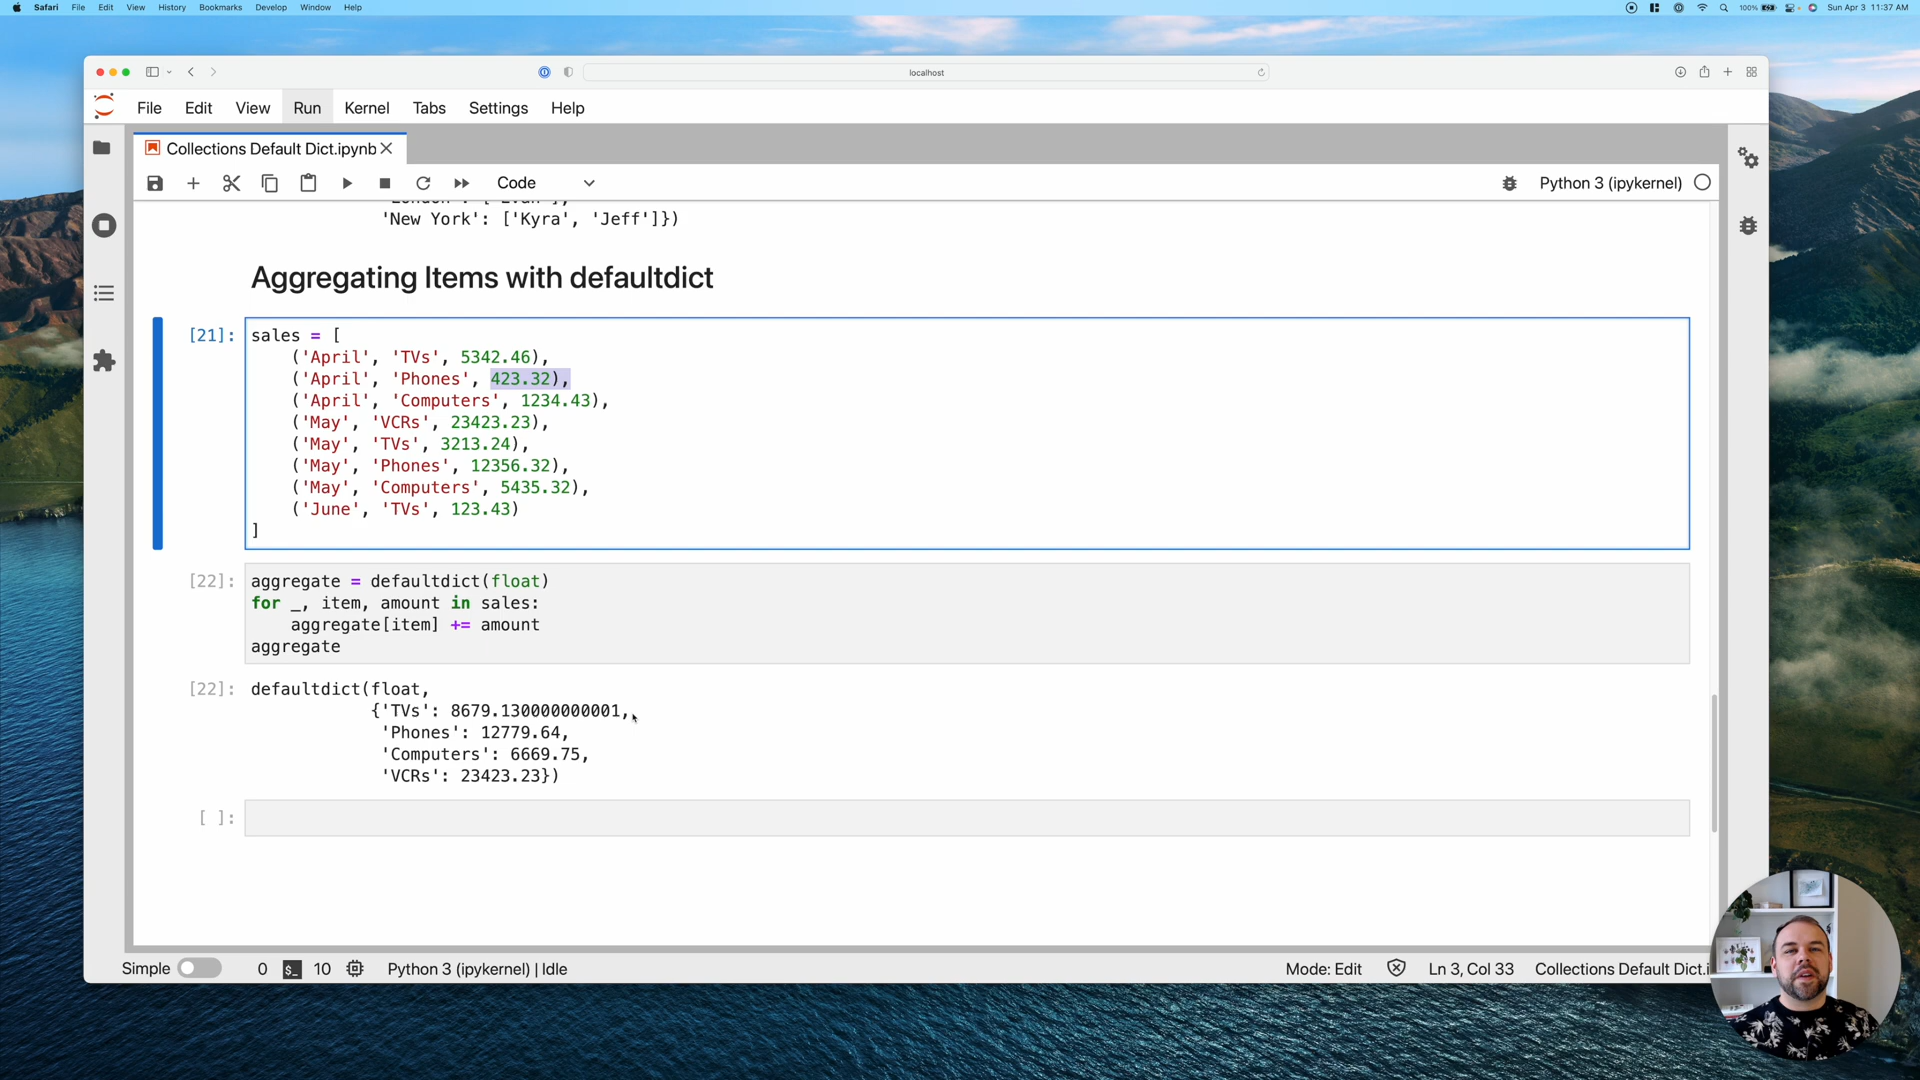 Safari File Edit View History Bookmarks Develop Window Help 100% Sun Apr 3 11:37 AM
localhost
File Edit View Run Kernel Tabs Settings Help
Collections Default Dict.ipynb
Code Python 3 (ipykernel)
'New York': ['Kyra', 'Jeff']})
Aggregating Items with defaultdict
[21]: sales = [
('April', 'TVs', 5342.46),
('April', 'Phones', 423.32),
('April', 'Computers', 1234.43),
('May', 'VCRs', 23423.23),
('May', 'TVs', 3213.24),
('May', 'Phones', 12356.32),
('May', 'Computers', 5435.32),
('June', 'TVs', 123.43)
]
[22]: aggregate = defaultdict(float)
for _, item, amount in sales:
aggregate[item] += amount
aggregate
[22]: defaultdict(float,
{'TVs': 8679.130000000001,
'Phones': 12779.64,
'Computers': 6669.75,
'VCRs': 23423.23})
[ ]:
Simple 0 $_ 10 Python 3 (ipykernel) | Idle Mode: Edit Ln 3, Col 33 Collections Default Dict.i